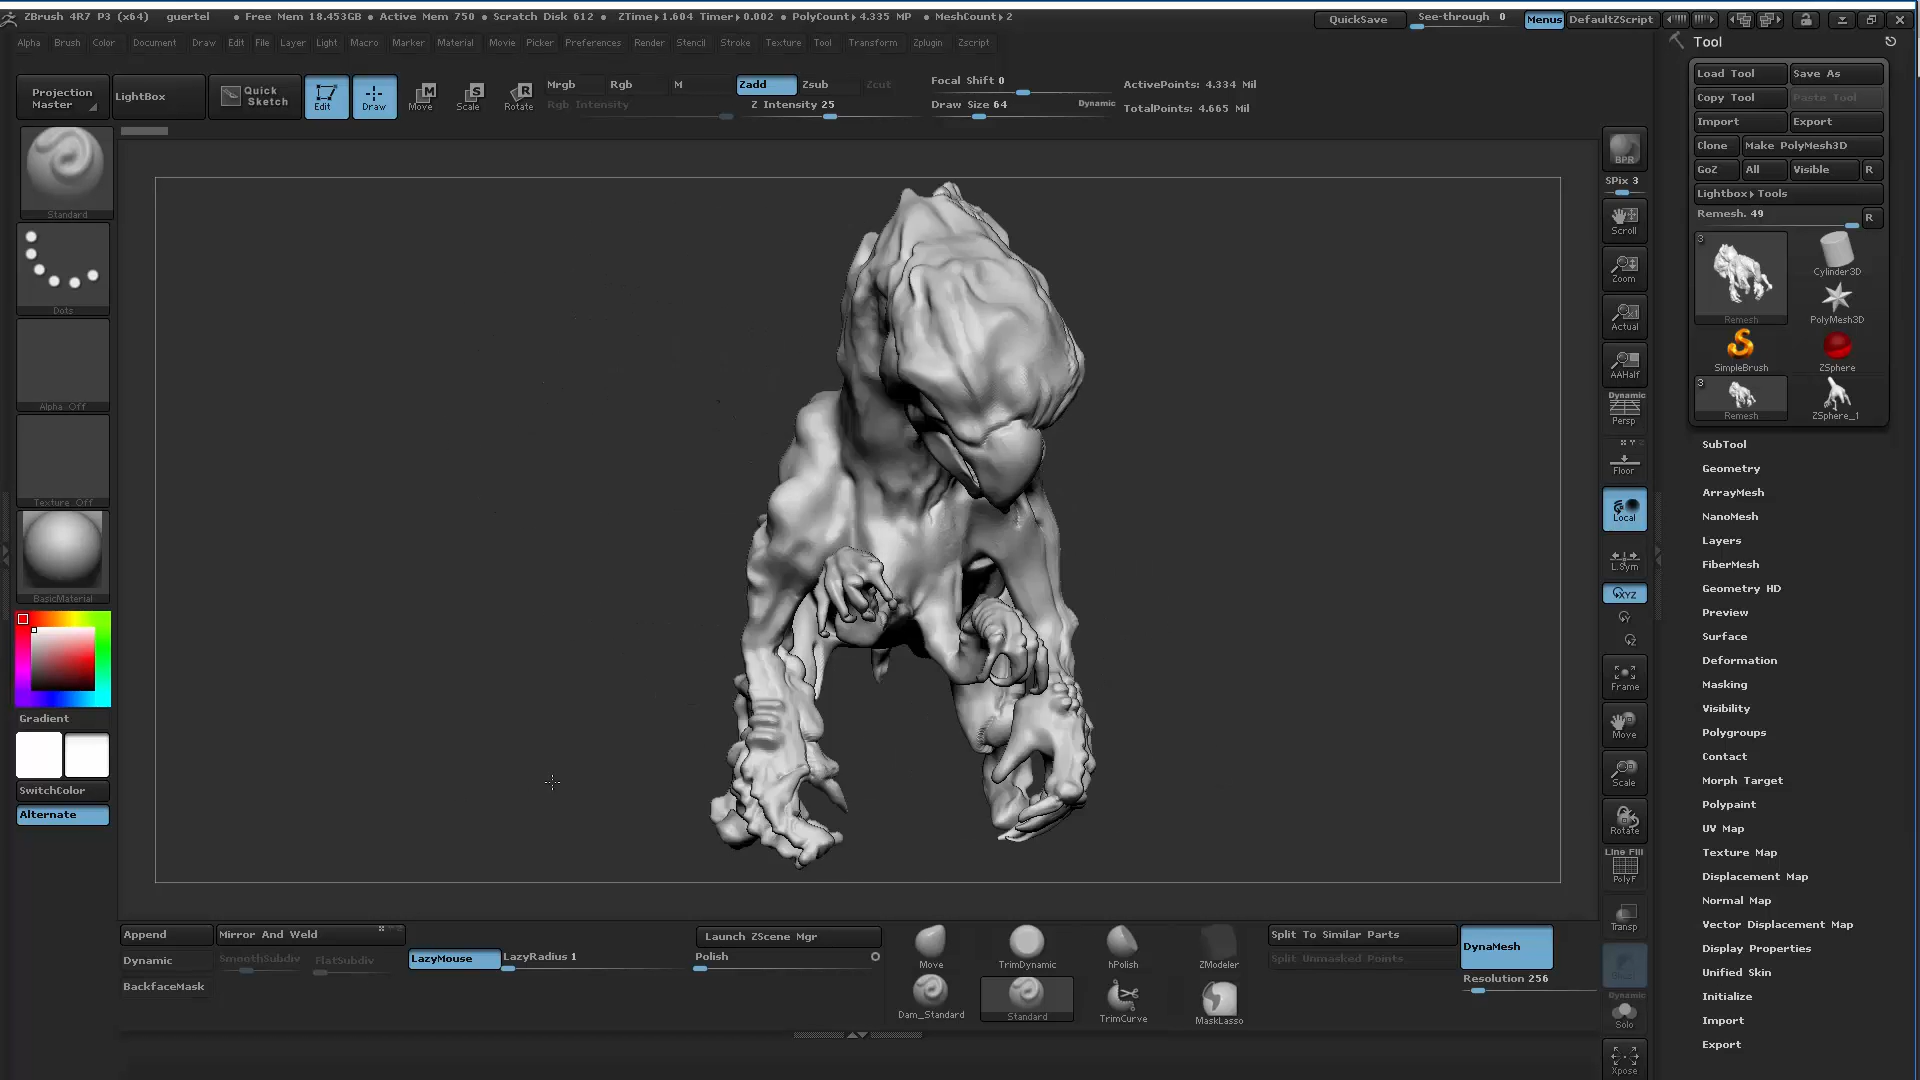 ZBrush 4R7 P3 (x64) guertel • Free Mem 18.453GB • Active Mem 750 • Scratch Disk 612 • ZTime▸1.604 Timer▸0.002 • PolyCount▸4.335 MP • MeshCount▸2
QuickSave See-through 0 Menus DefaultZScript
Alpha Brush Color Document Draw Edit File Layer Light Macro Marker Material Movie Picker Preferences Render Stencil Stroke Texture Tool Transform Zplugin Zscript
Projection Master
LightBox
Quick Sketch
Edit
Draw
Move
Scale
Rotate
M
S
R
Mrgb Rgb M
Rgb Intensity
Zadd Zsub Zcut
Z Intensity 25
Focal Shift 0
Draw Size 64 Dynamic
ActivePoints: 4.334 Mil
TotalPoints: 4.665 Mil
Standard
Dots
Alpha Off
Texture Off
BasicMaterial
Gradient
SwitchColor
Alternate
BPR
SPix 3
Scroll
Zoom
Actual
AAHalf
Dynamic
Persp
Floor
Local
L.Sym
XYZ
Frame
Move
Scale
Rotate
Line Fill
PolyF
Transp
Dynamic
Solo
Xpose
Tool
Load Tool Save As
Copy Tool Paste Tool
Import Export
Clone Make PolyMesh3D
GoZ All Visible R
Lightbox▸Tools
Remesh. 49 R
3
Remesh
Cylinder3D
PolyMesh3D
SimpleBrush
ZSphere
3
Remesh
ZSphere_1
SubTool
Geometry
ArrayMesh
NanoMesh
Layers
FiberMesh
Geometry HD
Preview
Surface
Deformation
Masking
Visibility
Polygroups
Contact
Morph Target
Polypaint
UV Map
Texture Map
Displacement Map
Normal Map
Vector Displacement Map
Display Properties
Unified Skin
Initialize
Import
Export
Append
Mirror And Weld
Dynamic
SmoothSubdiv
FlatSubdiv
BackfaceMask
LazyMouse
LazyRadius 1
Launch ZScene Mgr
Polish
Move
TrimDynamic
hPolish
ZModeler
Dam_Standard
Standard
TrimCurve
MaskLasso
Split To Similar Parts
Split Unmasked Points
DynaMesh
Resolution 256